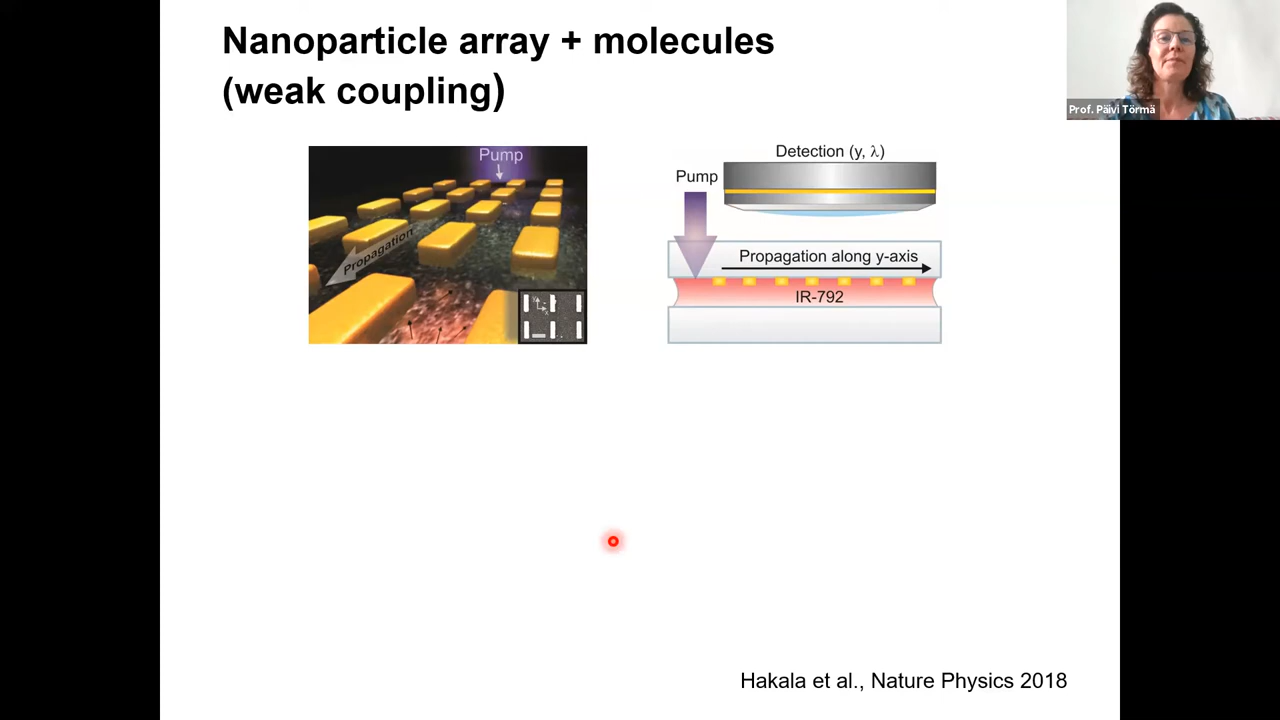 Nanoparticle array + molecules
(weak coupling)
Prof. Päivi Törmä
Pump
Propagation
Detection (y, λ)
Pump
Propagation along y-axis
IR-792
Hakala et al., Nature Physics 2018